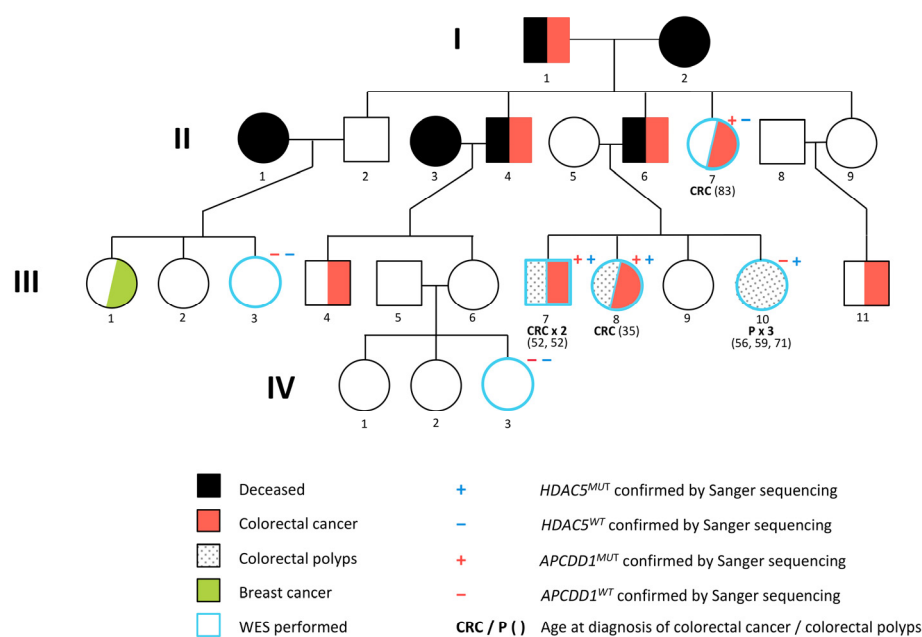 I
1
2
II
+ −
1
2
3
4
5
6
7
8
9
CRC (83)
III
− −
+ +
+ +
− +
1
2
3
4
5
6
7
8
9
10
11
CRC x 2
CRC (35)
P x 3
(52, 52)
(56, 59, 71)
IV
− −
1
2
3
Deceased
+
HDAC5MUT confirmed by Sanger sequencing
Colorectal cancer
−
HDAC5WT confirmed by Sanger sequencing
Colorectal polyps
+
APCDD1MUT confirmed by Sanger sequencing
Breast cancer
−
APCDD1WT confirmed by Sanger sequencing
WES performed
CRC / P ( )
Age at diagnosis of colorectal cancer / colorectal polyps